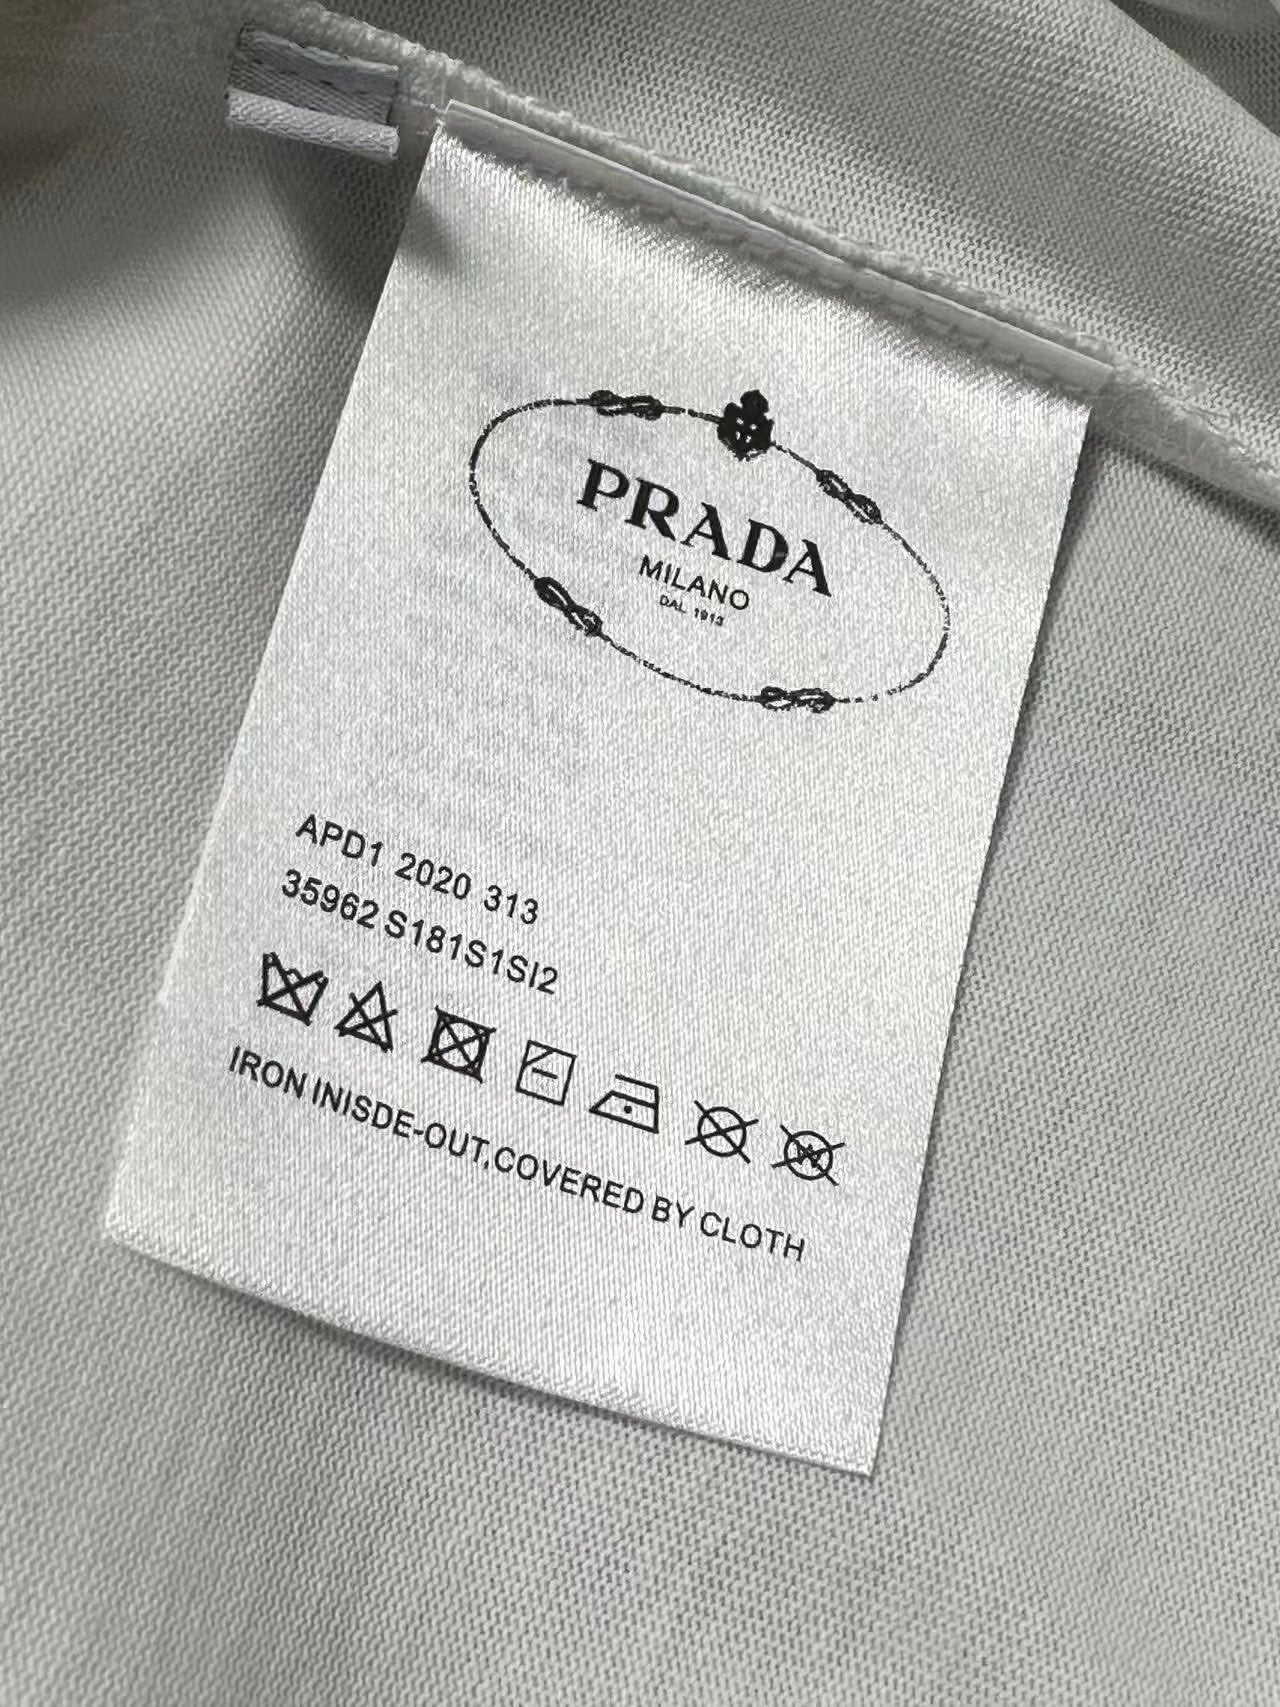 PRADA
MILANO
DAL 1913
APD1 2020 313
35962 S181S1SI2
IRON INISDE-OUT,COVERED BY CLOTH